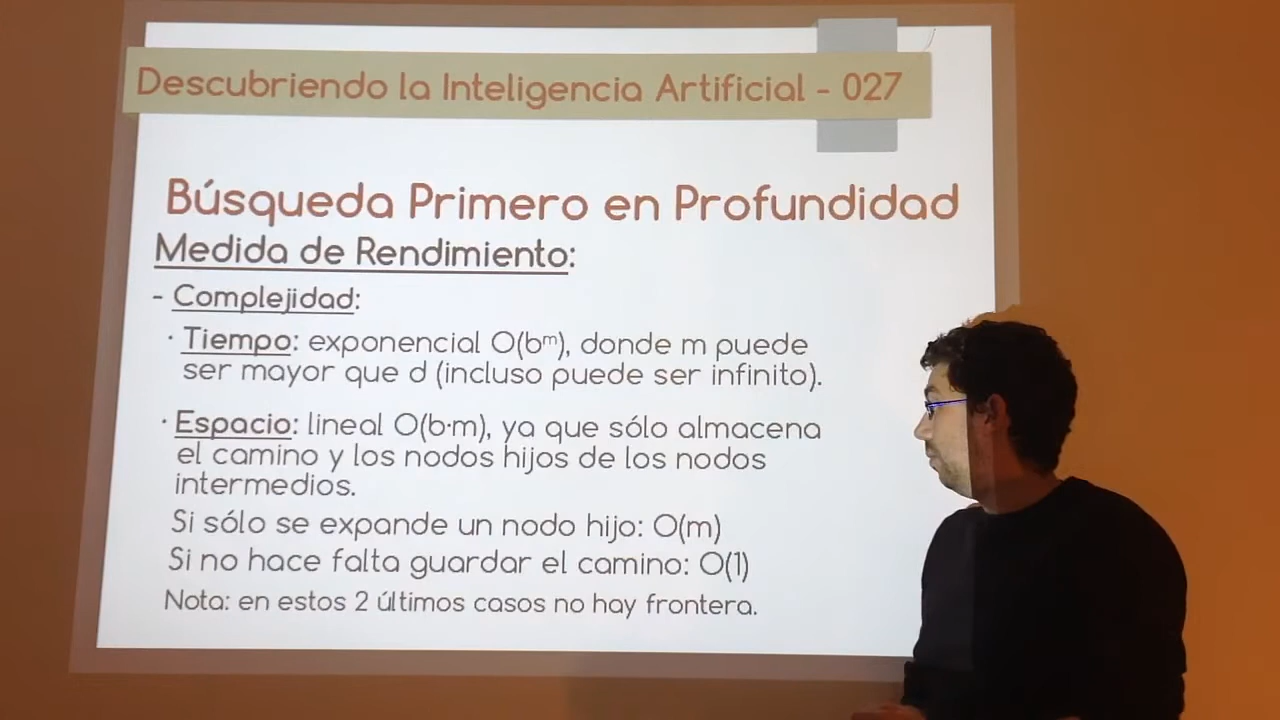 Descubriendo la Inteligencia Artificial - 027
Búsqueda Primero en Profundidad
Medida de Rendimiento:
- Complejidad:
· Tiempo: exponencial O(bᵐ), donde m puede
ser mayor que d (incluso puede ser infinito).
· Espacio: lineal O(b·m), ya que sólo almacena
el camino y los nodos hijos de los nodos
intermedios.
Si sólo se expande un nodo hijo: O(m)
Si no hace falta guardar el camino: O(1)
Nota: en estos 2 últimos casos no hay frontera.